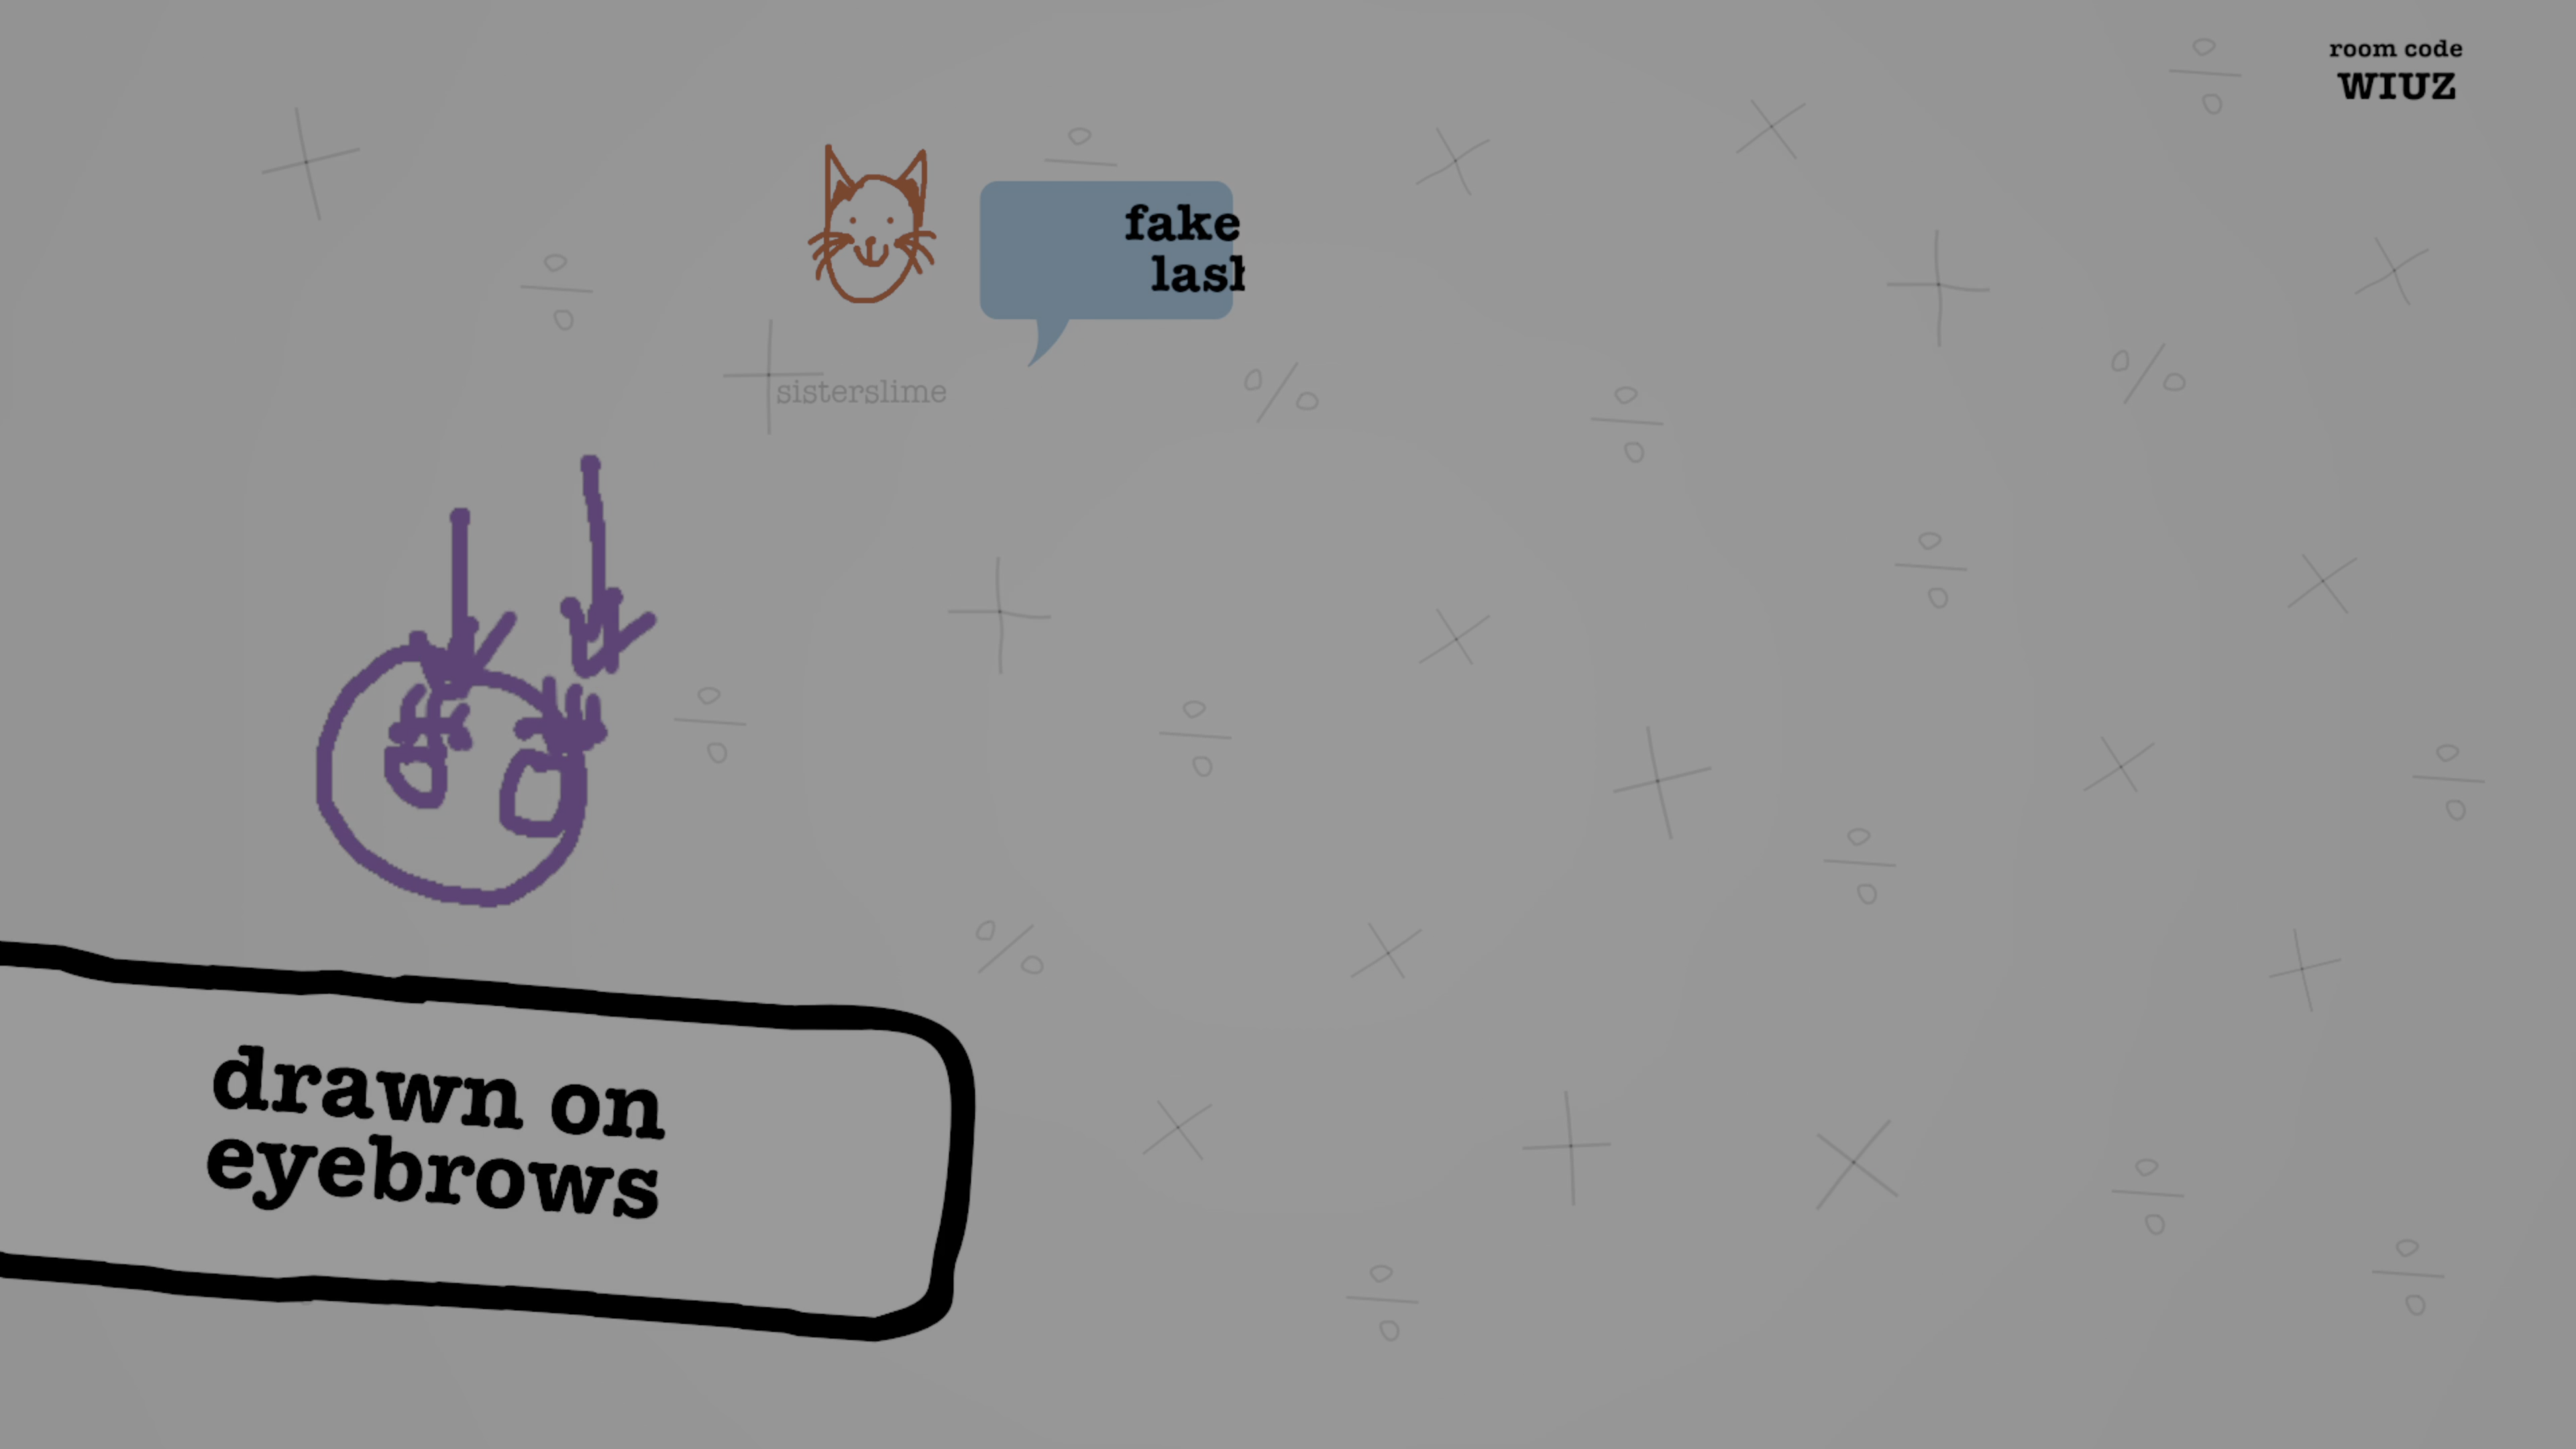 room code
WIUZ
fake
sisterslime
drawn on
eyebrows